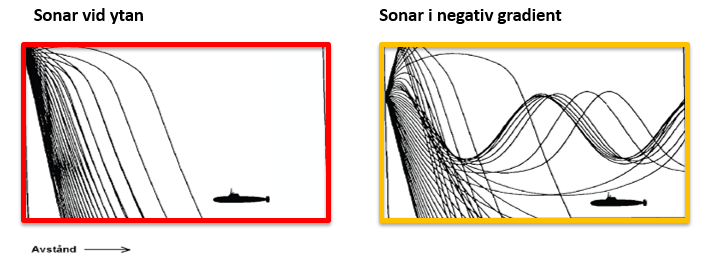 Sonar vid ytan
Sonar i negativ gradient
Avstånd